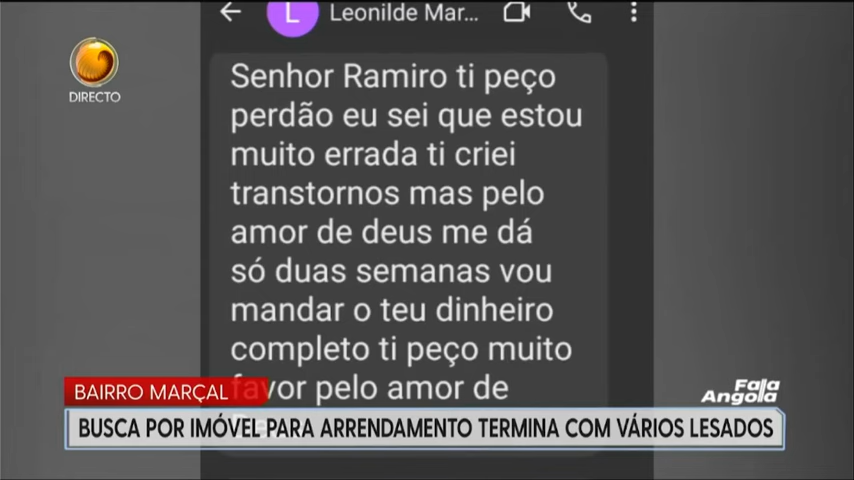 L
Leonilde Mar...
DIRECTO
Senhor Ramiro ti peço
perdão eu sei que estou
muito errada ti criei
transtornos mas pelo
amor de deus me dá
só duas semanas vou
mandar o teu dinheiro
completo ti peço muito
favor pelo amor de
BAIRRO MARÇAL
Fala
Angola
BUSCA POR IMÓVEL PARA ARRENDAMENTO TERMINA COM VÁRIOS LESADOS